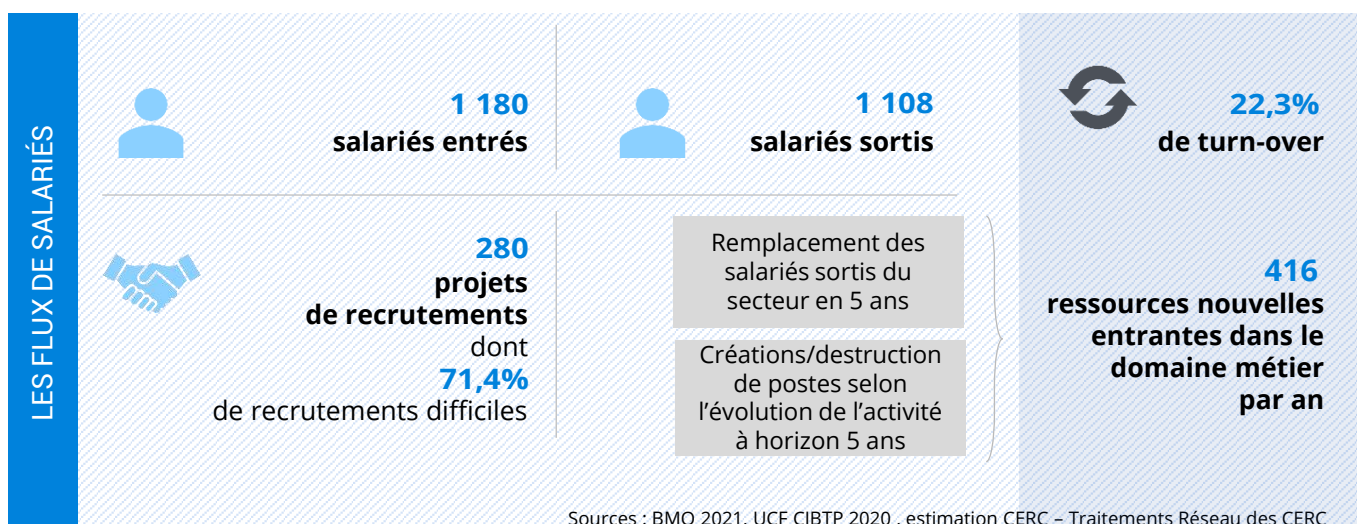 LES FLUX DE SALARIÉS
1 180
salariés entrés
1 108
salariés sortis
22,3%
de turn-over
280
projets
de recrutements
dont
71,4%
de recrutements difficiles
Remplacement des
salariés sortis du
secteur en 5 ans
Créations/destruction
de postes selon
l’évolution de l’activité
à horizon 5 ans
416
ressources nouvelles
entrantes dans le
domaine métier
par an
Sources : BMO 2021, UCF CIBTP 2020 , estimation CERC – Traitements Réseau des CERC